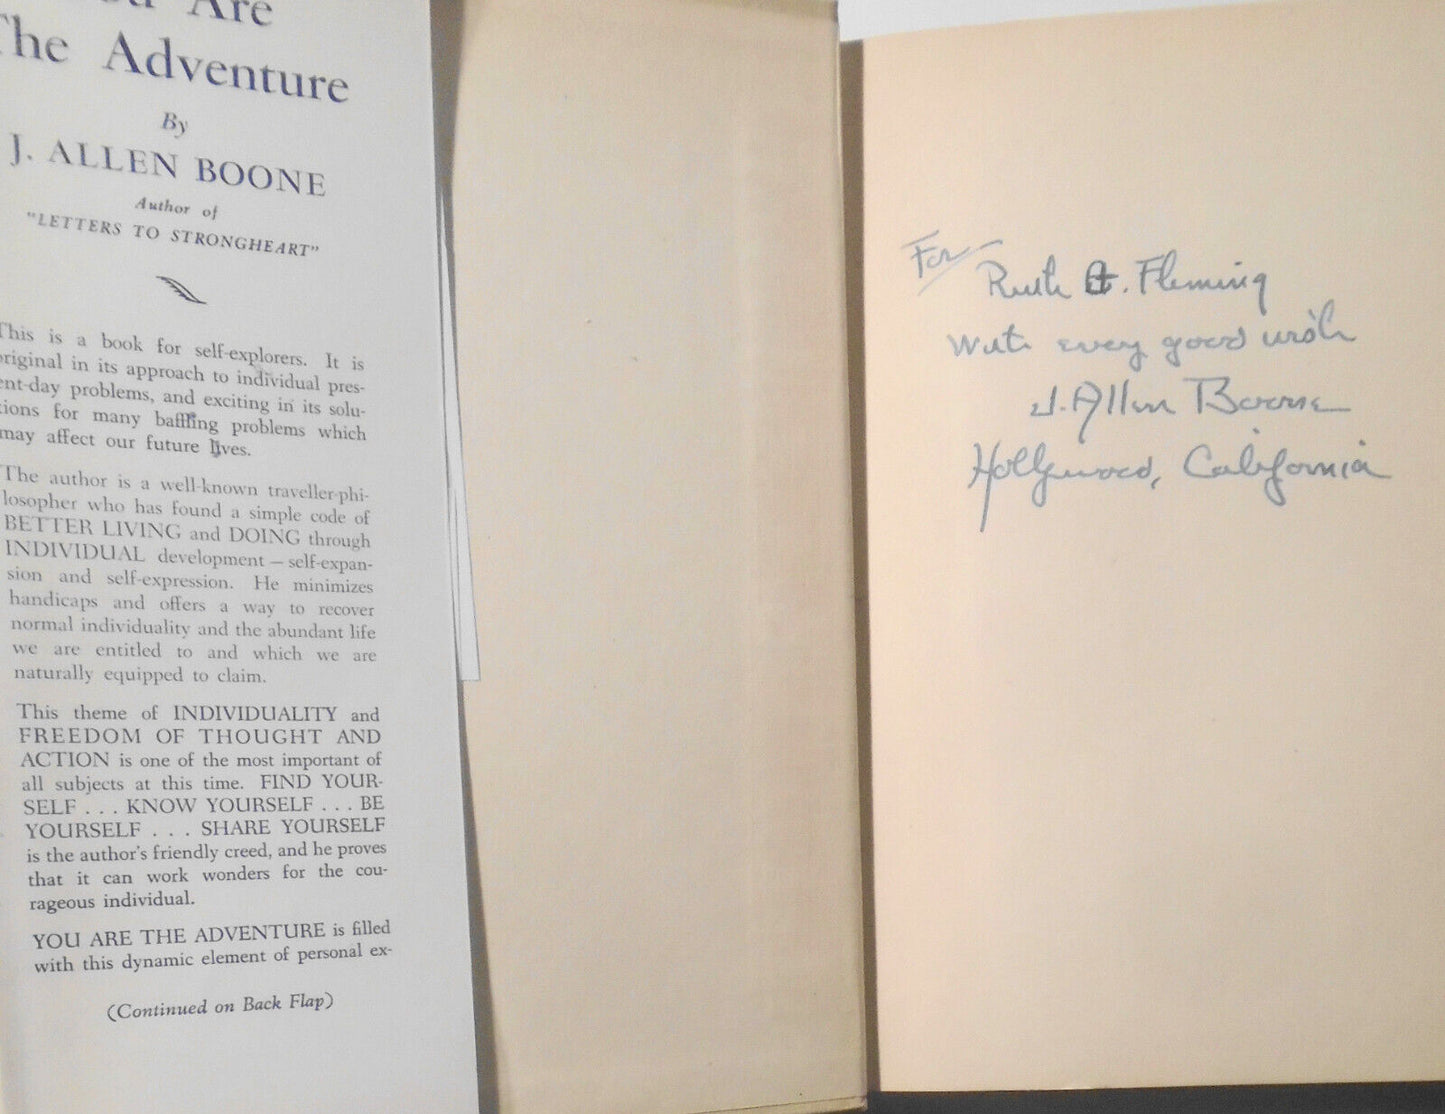 Are
The Adventure
By
J. ALLEN BOONE
Author of
"LETTERS TO STRONGHEART"
This is a book for self-explorers. It is
original in its approach to individual pres-
ent-day problems, and exciting in its solu-
tions for many baffling problems which
may affect our future lives.
The author is a well-known traveller-phi-
losopher who has found a simple code of
BETTER LIVING and DOING through
INDIVIDUAL development — self-expan-
sion and self-expression. He minimizes
handicaps and offers a way to recover
normal individuality and the abundant life
we are entitled to and which we are
naturally equipped to claim.
This theme of INDIVIDUALITY and
FREEDOM OF THOUGHT AND
ACTION is one of the most important of
all subjects at this time. FIND YOUR-
SELF . . . KNOW YOURSELF . . . BE
YOURSELF . . . SHARE YOURSELF
is the author's friendly creed, and he proves
that it can work wonders for the cou-
rageous individual.
YOU ARE THE ADVENTURE is filled
with this dynamic element of personal ex-
(Continued on Back Flap)
For
Ruth A. Fleming
With every good wish
J. Allen Boone
Hollywood, California